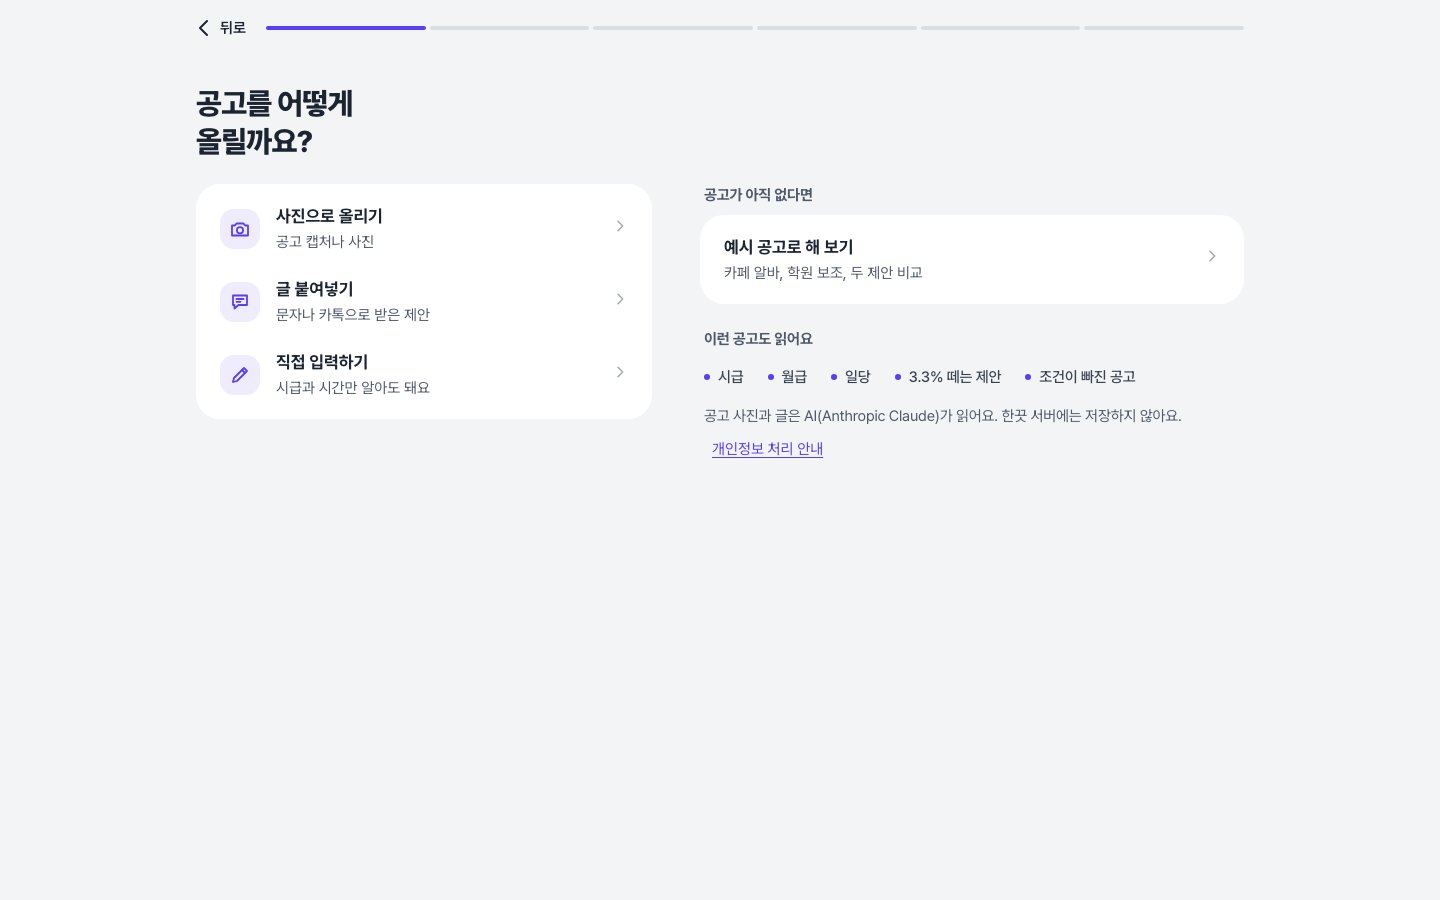 뒤로
공고를 어떻게
올릴까요?
사진으로 올리기
공고 캡처나 사진
글 붙여넣기
문자나 카톡으로 받은 제안
직접 입력하기
시급과 시간만 알아도 돼요
공고가 아직 없다면
예시 공고로 해 보기
카페 알바, 학원 보조, 두 제안 비교
이런 공고도 읽어요
시급
월급
일당
3.3% 떼는 제안
조건이 빠진 공고
공고 사진과 글은 AI(Anthropic Claude)가 읽어요. 한끗 서버에는 저장하지 않아요.
개인정보 처리 안내